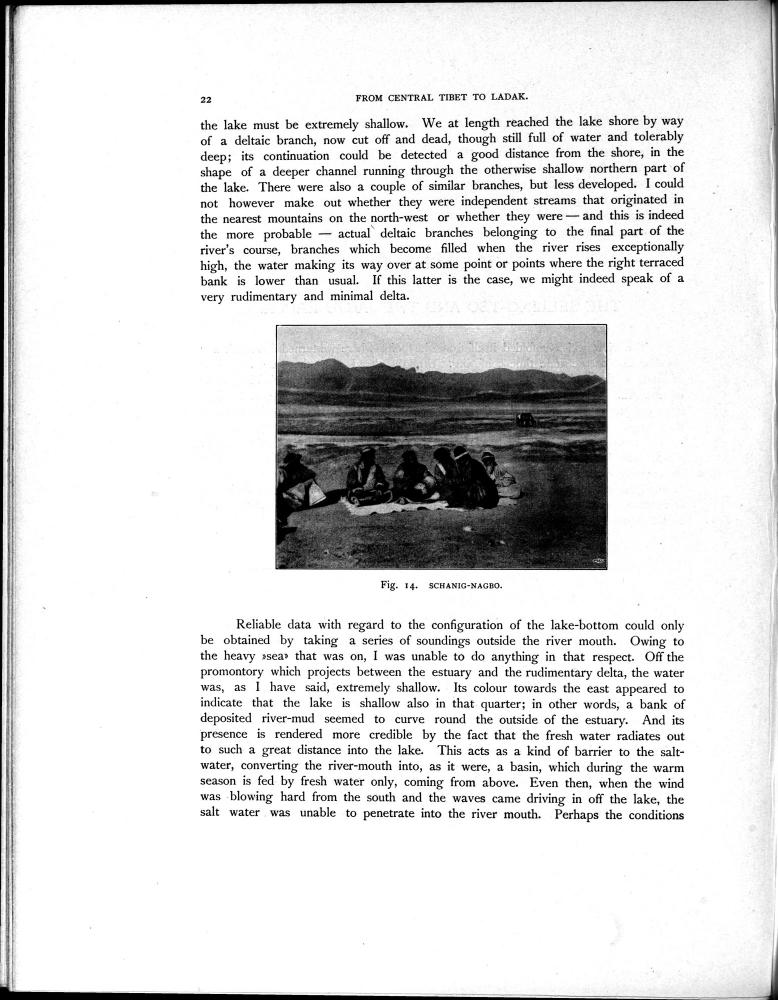 22
FROM CENTRAL TIBET TO LADAK.
the lake must be extremely shallow. We at length reached the lake shore by way
of a deltaic branch, now cut off and dead, though still full of water and tolerably
deep; its continuation could be detected a good distance from the shore, in the
shape of a deeper channel running through the otherwise shallow northern part of
the lake. There were also a couple of similar branches, but less developed. I could
not however make out whether they were independent streams that originated in
the nearest mountains on the north-west or whether they were — and this is indeed
the more probable — actual deltaic branches belonging to the final part of the
river's course, branches which become filled when the river rises exceptionally
high, the water making its way over at some point or points where the right terraced
bank is lower than usual. If this latter is the case, we might indeed speak of a
very rudimentary and minimal delta.
Fig. 14. SCHANIG-NAGBO.
Reliable data with regard to the configuration of the lake-bottom could only
be obtained by taking a series of soundings outside the river mouth. Owing to
the heavy »sea» that was on, I was unable to do anything in that respect. Off the
promontory which projects between the estuary and the rudimentary delta, the water
was, as I have said, extremely shallow. Its colour towards the east appeared to
indicate that the lake is shallow also in that quarter; in other words, a bank of
deposited river-mud seemed to curve round the outside of the estuary. And its
presence is rendered more credible by the fact that the fresh water radiates out
to such a great distance into the lake. This acts as a kind of barrier to the salt-
water, converting the river-mouth into, as it were, a basin, which during the warm
season is fed by fresh water only, coming from above. Even then, when the wind
was blowing hard from the south and the waves came driving in off the lake, the
salt water was unable to penetrate into the river mouth. Perhaps the conditions